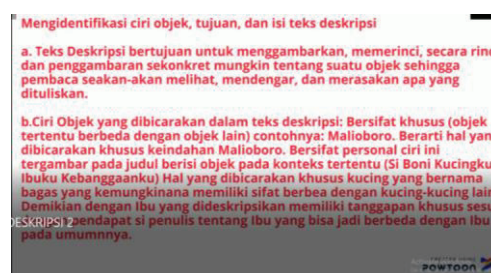 Mengidentifikasi ciri objek, tujuan, dan isi teks deskripsi
a. Teks Deskripsi bertujuan untuk menggambarkan, memerinci, secara rinc
dan penggambaran sekonkret mungkin tentang suatu objek sehingga
pembaca seakan-akan melihat, mendengar, dan merasakan apa yang
dituliskan.
b.Ciri Objek yang dibicarakan dalam teks deskripsi: Bersifat khusus (objek
tertentu berbeda dengan objek lain) contohnya: Malioboro. Berarti hal yan
dibicarakan khusus keindahan Malioboro. Bersifat personal ciri ini
tergambar pada judul berisi objek pada konteks tertentu (Si Boni Kucingku
Ibuku Kebanggaanku) Hal yang dibicarakan khusus kucing yang bernama
bagas yang kemungkinana memiliki sifat berbea dengan kucing-kucing lain
Demikian dengan Ibu yang dideskripsikan memiliki tanggapan khusus sesu
DESKRIPSI 2 pendapat si penulis tentang Ibu yang bisa jadi berbeda dengan Ibu
pada umumnnya.
POWTOON